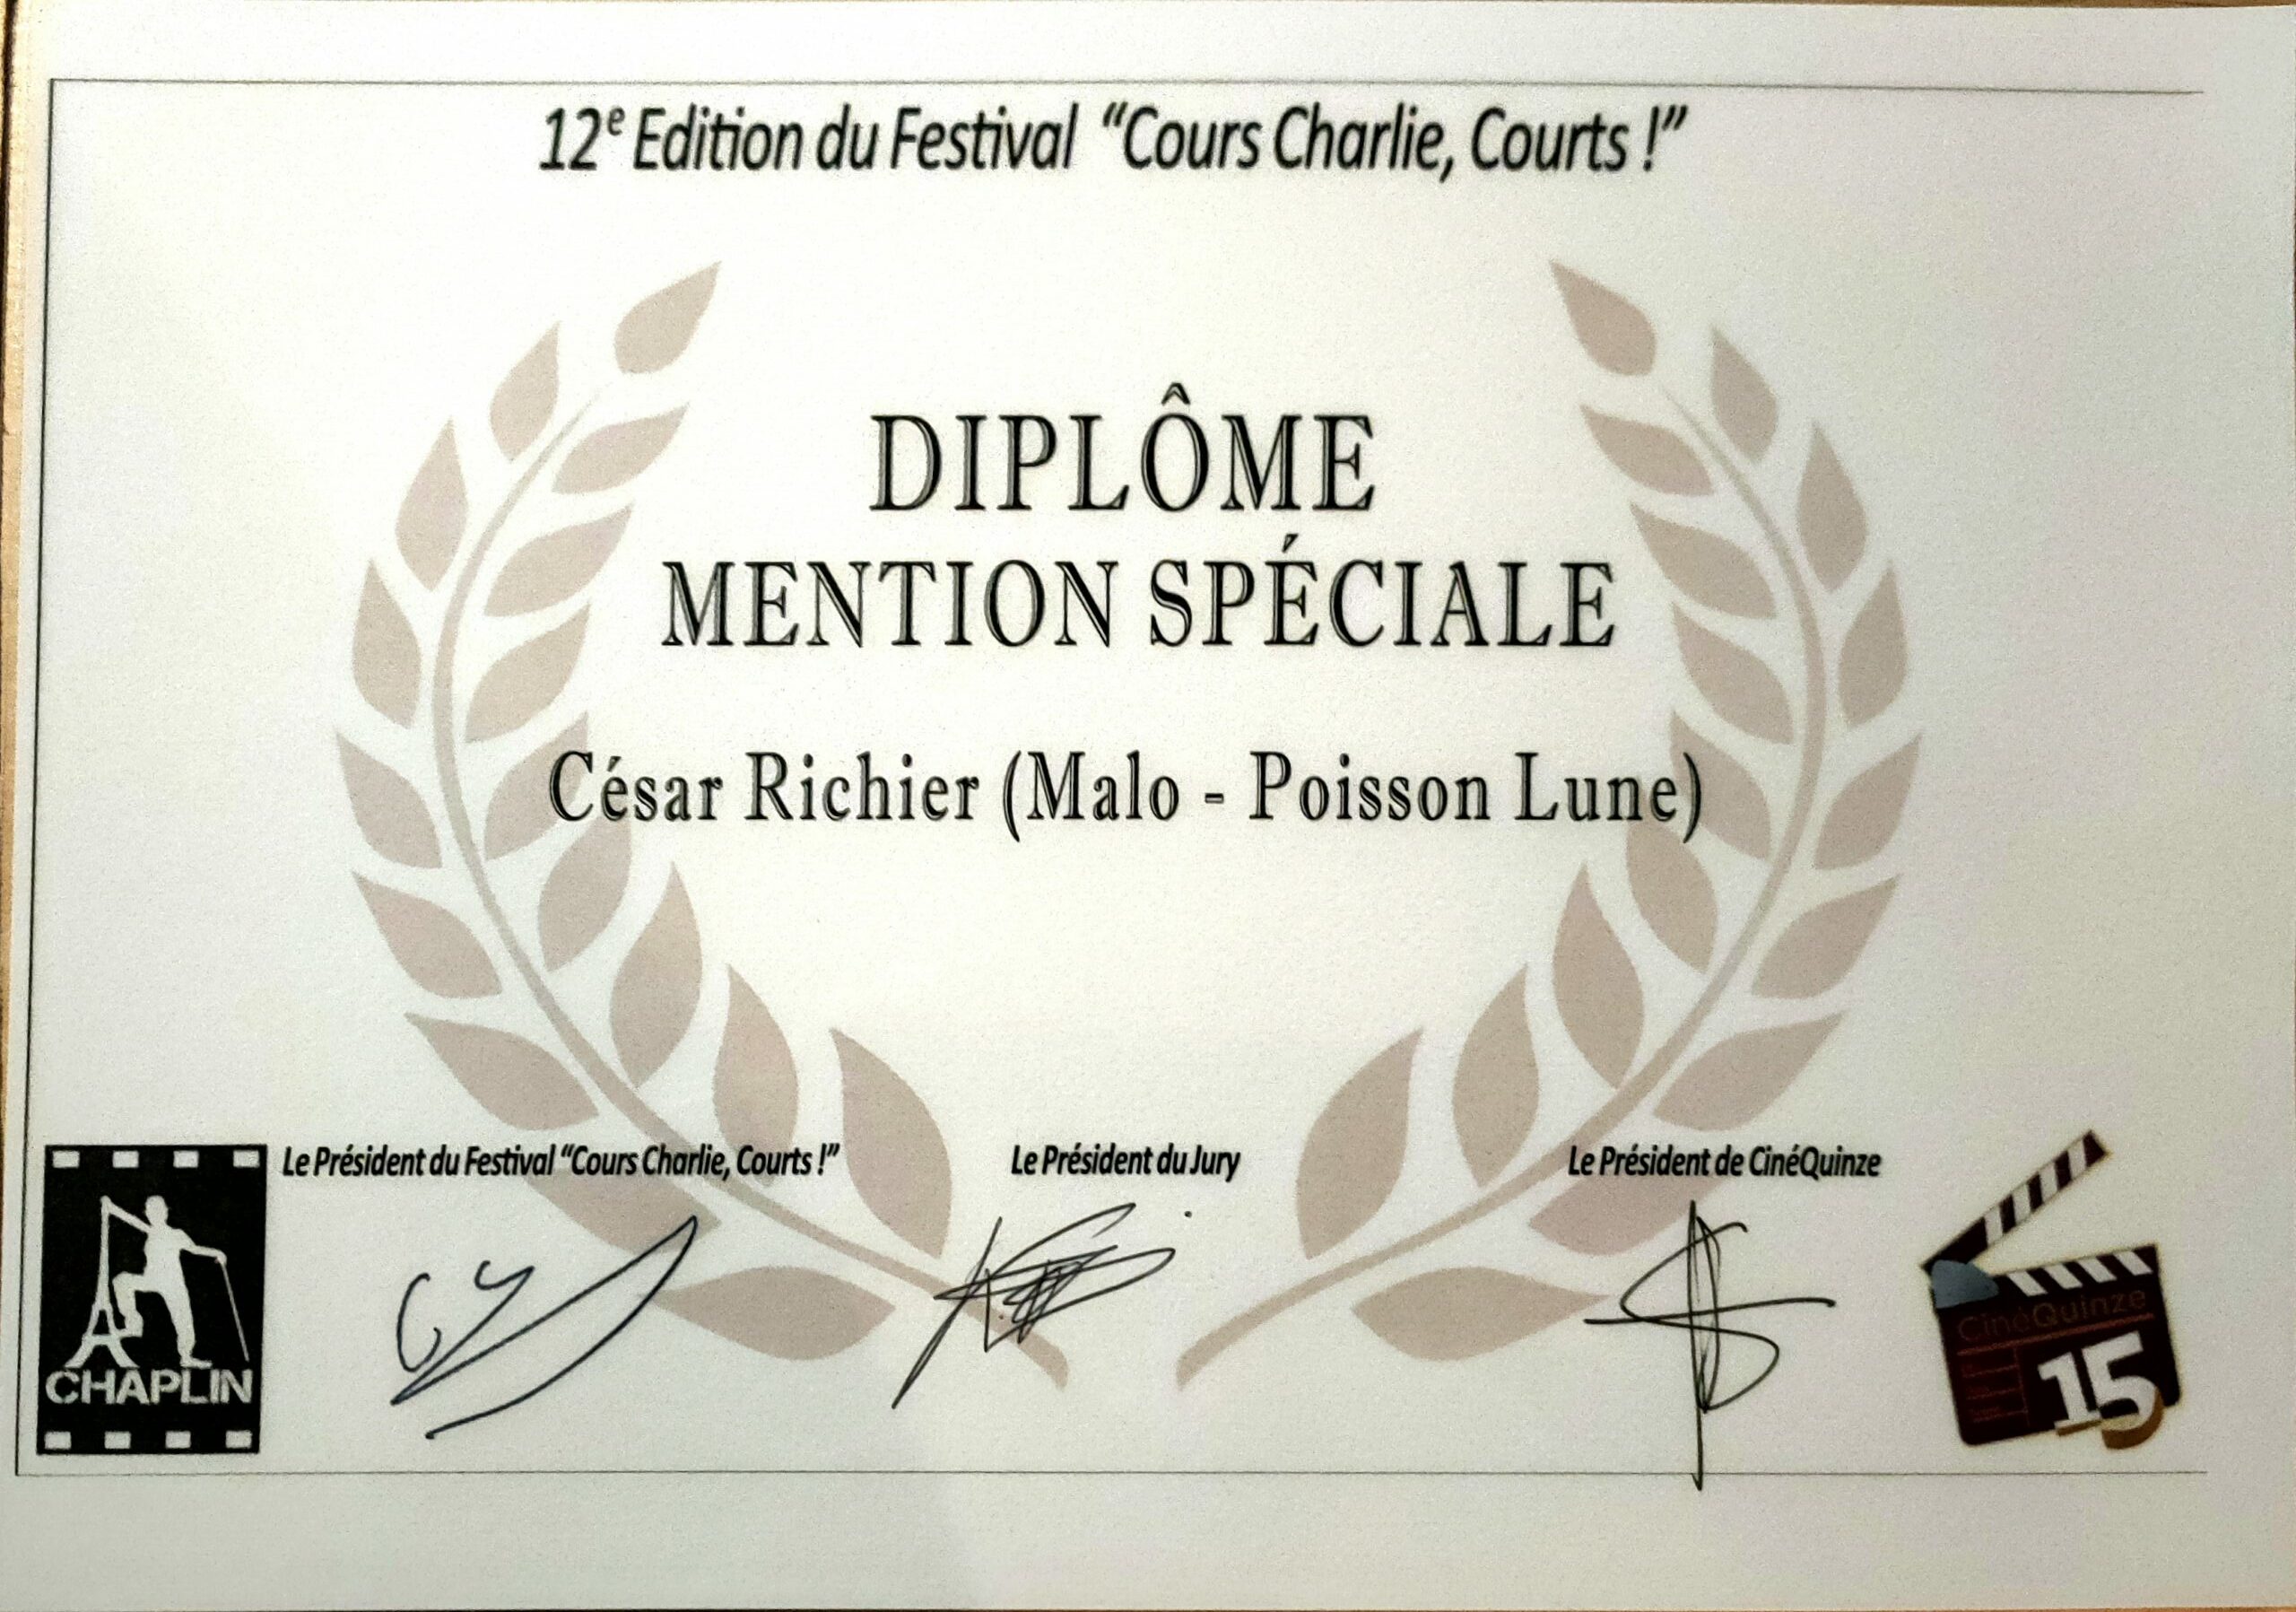 12e Edition du Festival “Cours Charlie, Courts !”
DIPLÔME
MENTION SPÉCIALE
César Richier (Malo - Poisson Lune)
Le Président du Festival “Cours Charlie, Courts !”
Le Président du Jury
Le Président de CinéQuinze
CHAPLIN
CinéQuinze
15